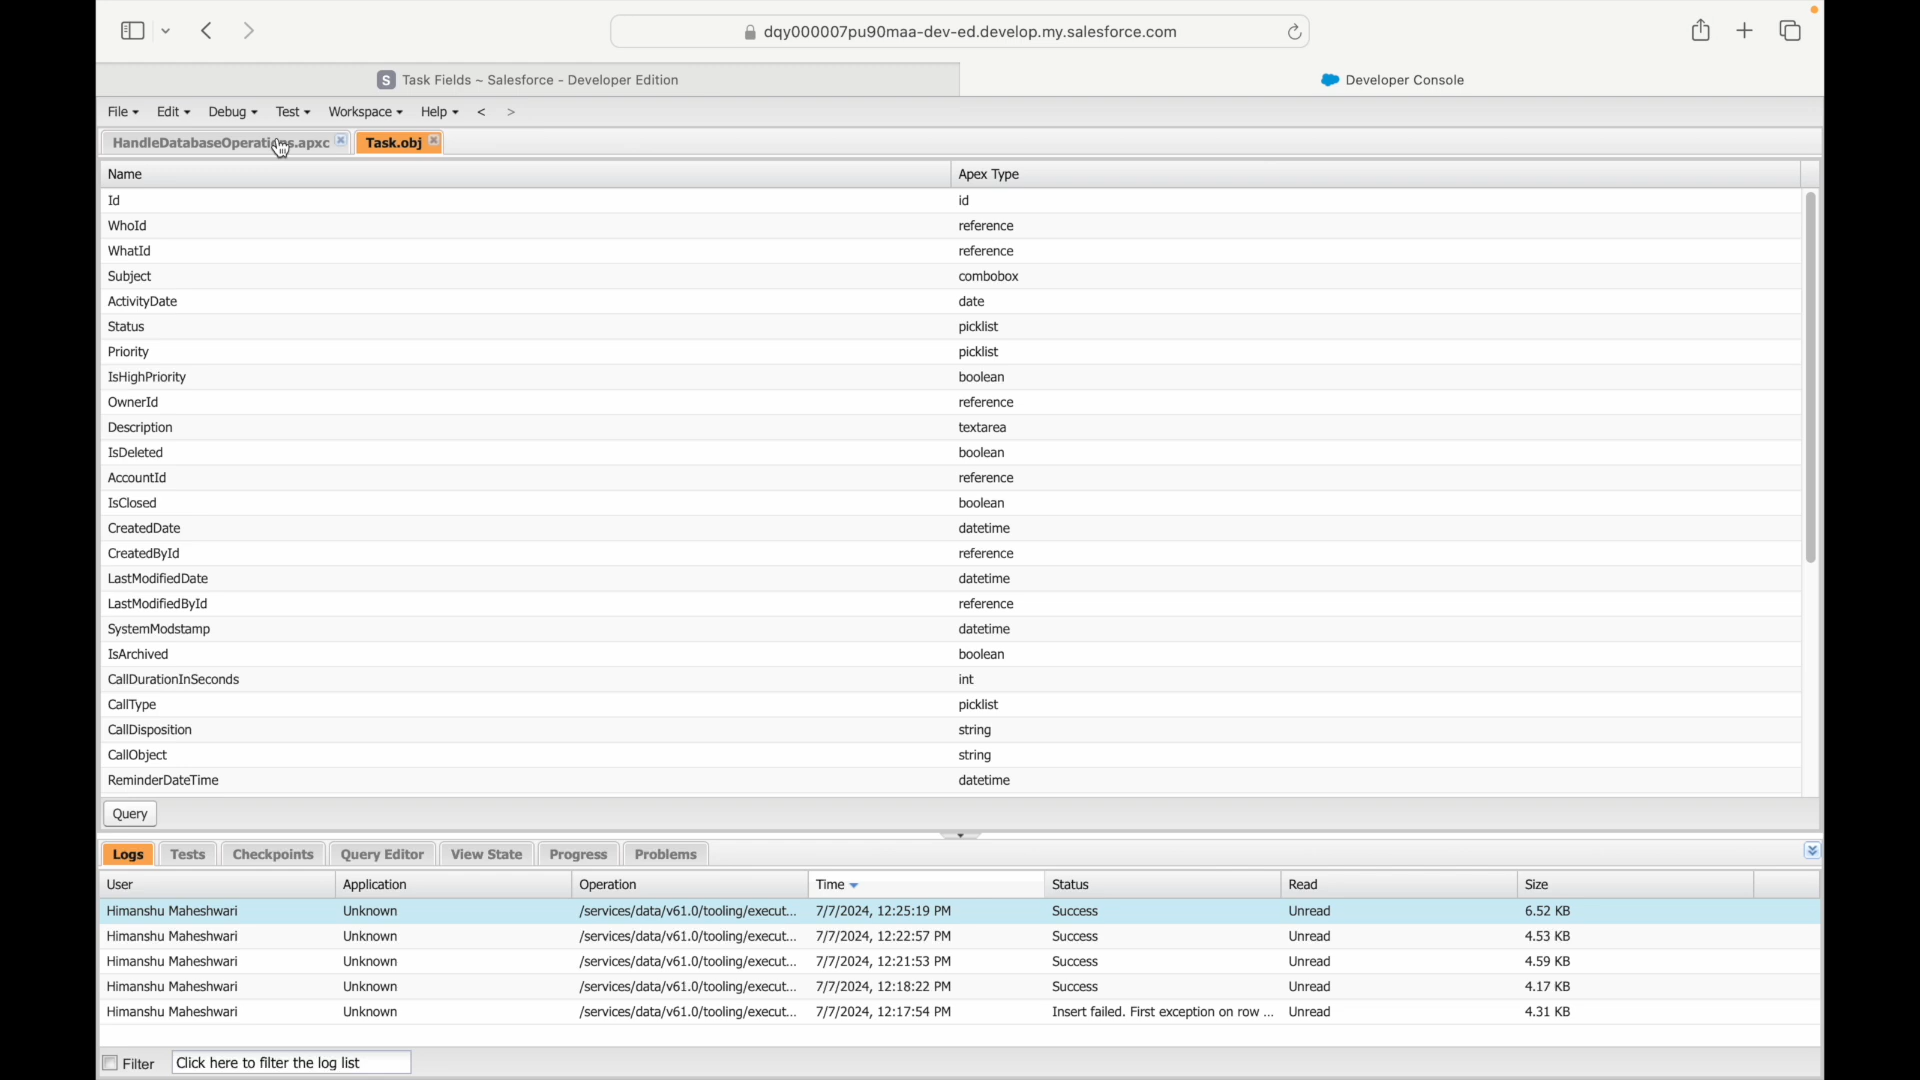 dqy000007pu90maa-dev-ed.develop.my.salesforce.com
S Task Fields ~ Salesforce - Developer Edition
Developer Console
File Edit Debug Test Workspace Help < >
HandleDatabaseOperations.apxc Task.obj
Name Apex Type
Id id
WhoId reference
WhatId reference
Subject combobox
ActivityDate date
Status picklist
Priority picklist
IsHighPriority boolean
OwnerId reference
Description textarea
IsDeleted boolean
AccountId reference
IsClosed boolean
CreatedDate datetime
CreatedById reference
LastModifiedDate datetime
LastModifiedById reference
SystemModstamp datetime
IsArchived boolean
CallDurationInSeconds int
CallType picklist
CallDisposition string
CallObject string
ReminderDateTime datetime
Query
Logs Tests Checkpoints Query Editor View State Progress Problems
User Application Operation Time Status Read Size
Himanshu Maheshwari Unknown /services/data/v61.0/tooling/execut... 7/7/2024, 12:25:19 PM Success Unread 6.52 KB
Himanshu Maheshwari Unknown /services/data/v61.0/tooling/execut... 7/7/2024, 12:22:57 PM Success Unread 4.53 KB
Himanshu Maheshwari Unknown /services/data/v61.0/tooling/execut... 7/7/2024, 12:21:53 PM Success Unread 4.59 KB
Himanshu Maheshwari Unknown /services/data/v61.0/tooling/execut... 7/7/2024, 12:18:22 PM Success Unread 4.17 KB
Himanshu Maheshwari Unknown /services/data/v61.0/tooling/execut... 7/7/2024, 12:17:54 PM Insert failed. First exception on row ... Unread 4.31 KB
Filter Click here to filter the log list